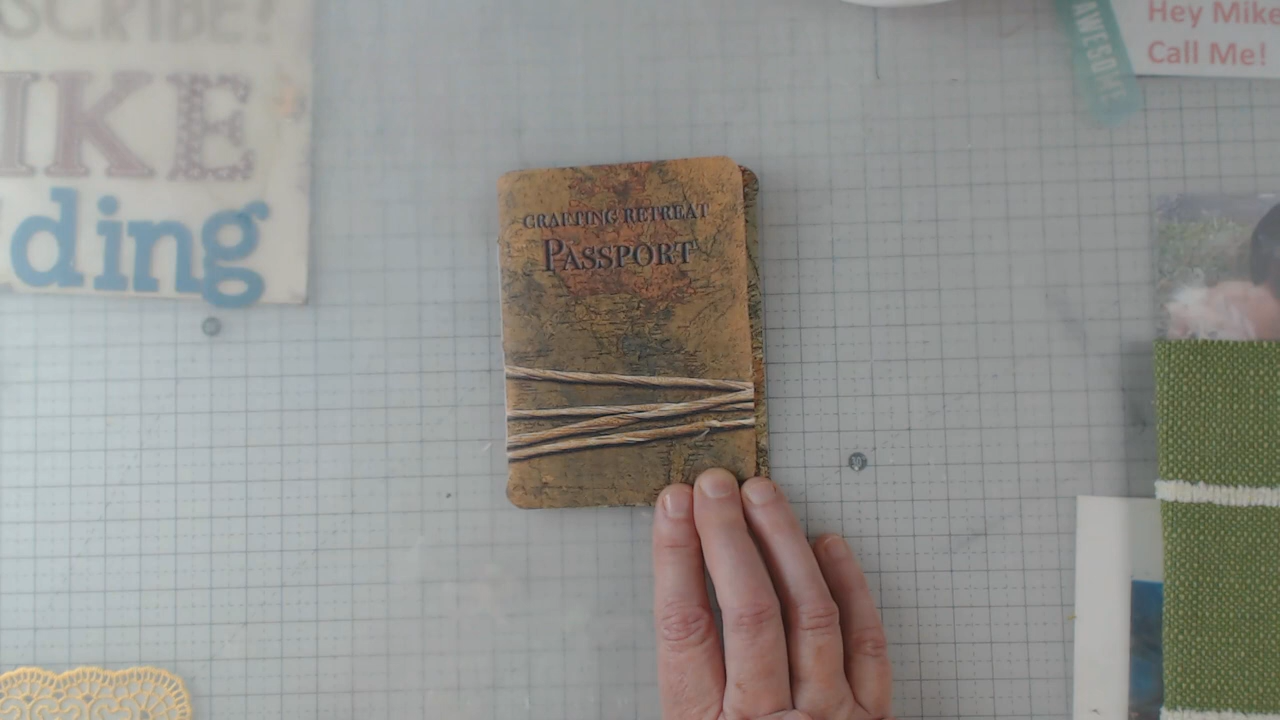 SCRIBE!
IKE
ding
CRAFTING RETREAT
PASSPORT
AWESOME
Hey Mike
Call Me!